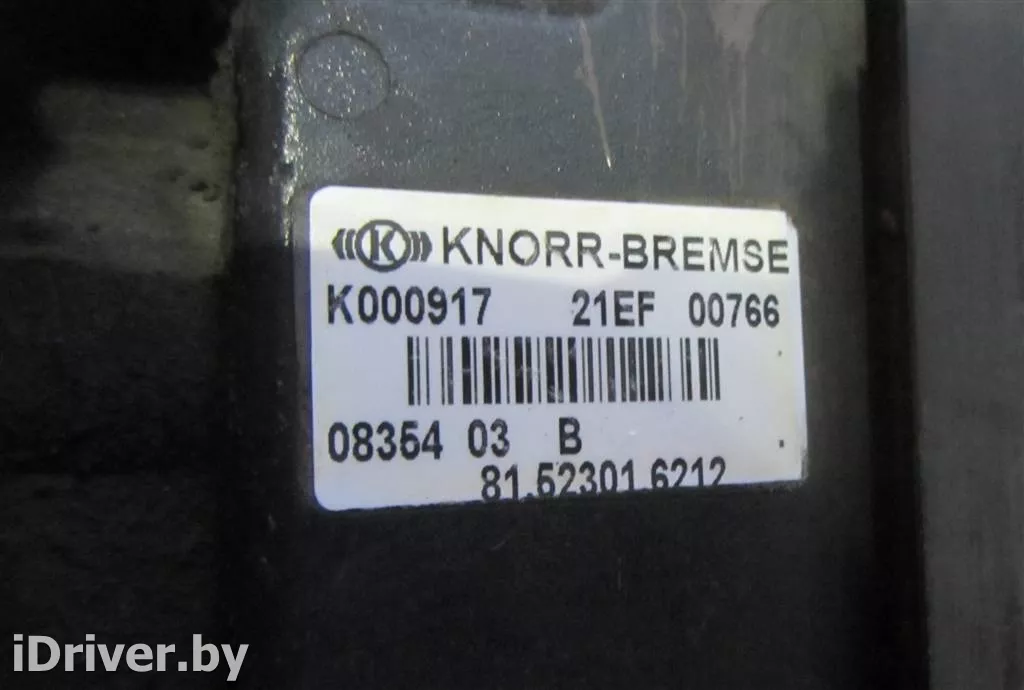 K KNORR-BREMSE
K000917 21EF 00766
08354 03 B
81.52301.6212
iDriver.by